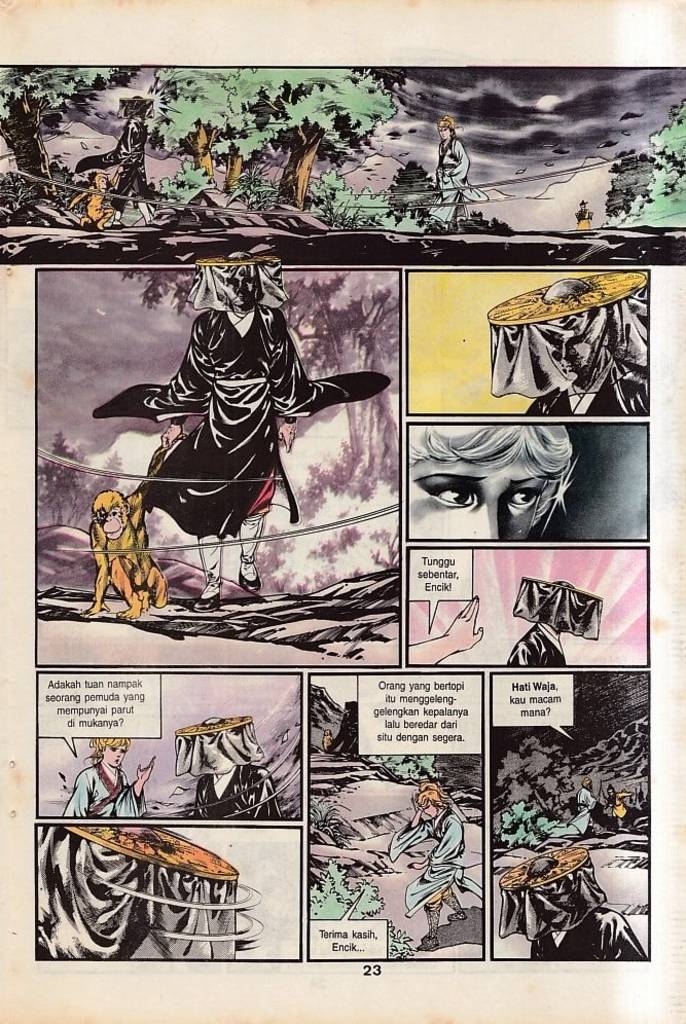 Tunggu
sebentar,
Encik!
Adakah tuan nampak
seorang pemuda yang
mempunyai parut
di mukanya?
Orang yang bertopi
itu menggeleng-
gelengkan kepalanya
lalu beredar dari
situ dengan segera.
Terima kasih,
Encik...
Hati Waja,
kau macam
mana?
23